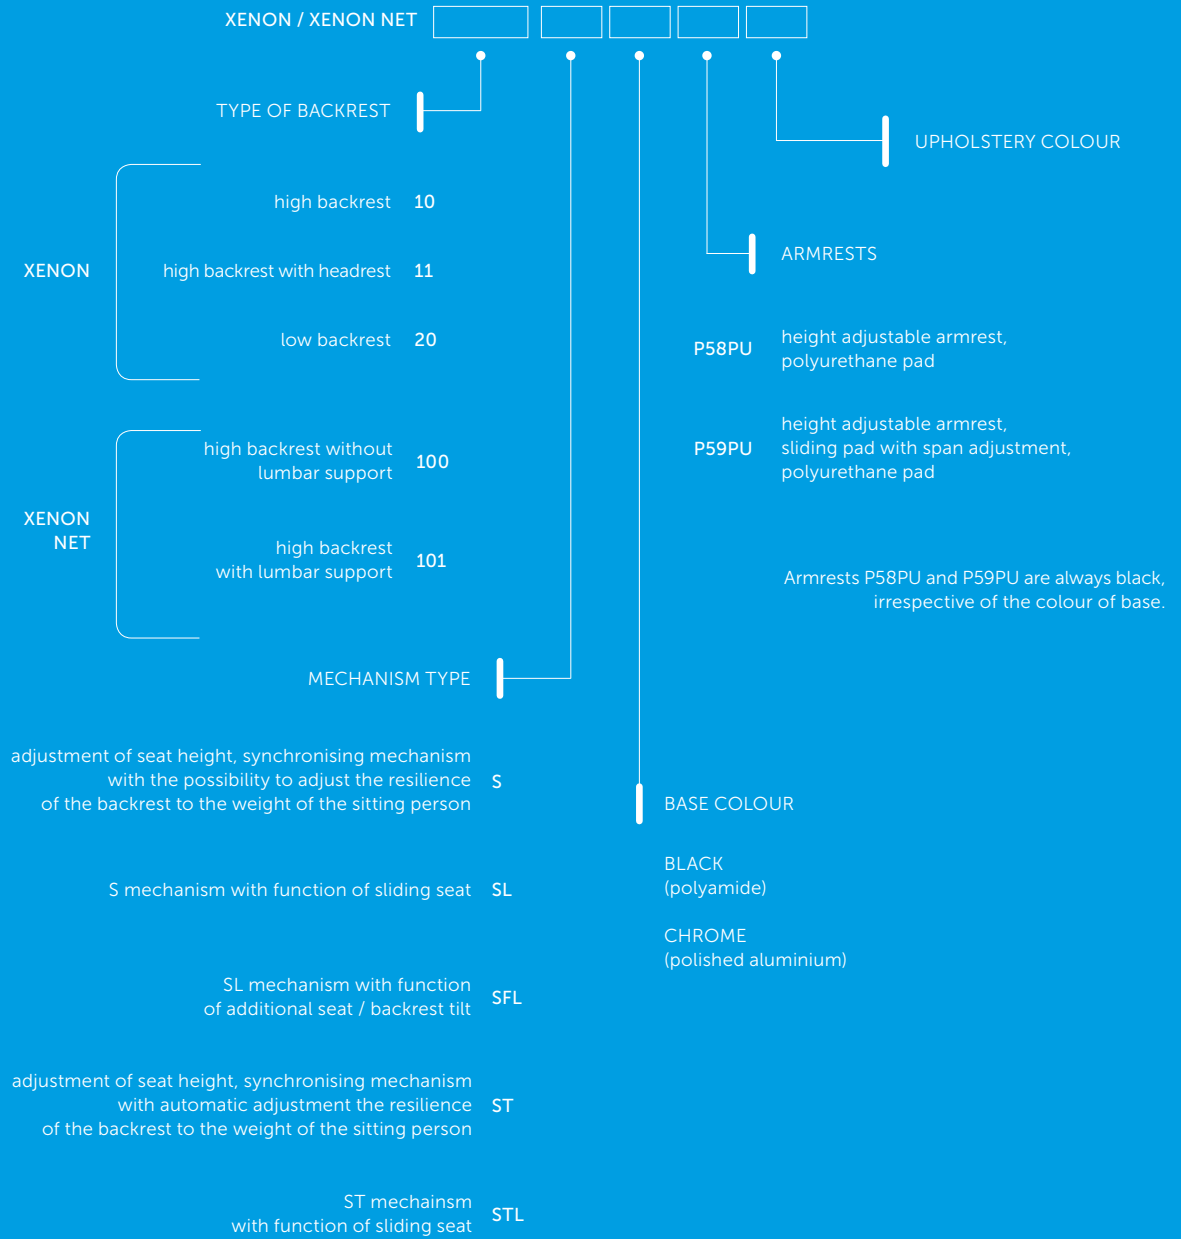 XENON / XENON NET
TYPE OF BACKREST
XENON
high backrest 10
high backrest with headrest 11
low backrest 20
XENON
NET
high backrest without
lumbar support 100
high backrest
with lumbar support 101
MECHANISM TYPE
adjustment of seat height, synchronising mechanism
with the possibility to adjust the resilience
of the backrest to the weight of the sitting person
S
S mechanism with function of sliding seat SL
SL mechanism with function
of additional seat / backrest tilt
SFL
adjustment of seat height, synchronising mechanism
with automatic adjustment the resilience
of the backrest to the weight of the sitting person
ST
ST mechainsm
with function of sliding seat
STL
BASE COLOUR
BLACK
(polyamide)
CHROME
(polished aluminium)
ARMRESTS
P58PU
height adjustable armrest,
polyurethane pad
P59PU
height adjustable armrest,
sliding pad with span adjustment,
polyurethane pad
Armrests P58PU and P59PU are always black,
irrespective of the colour of base.
UPHOLSTERY COLOUR